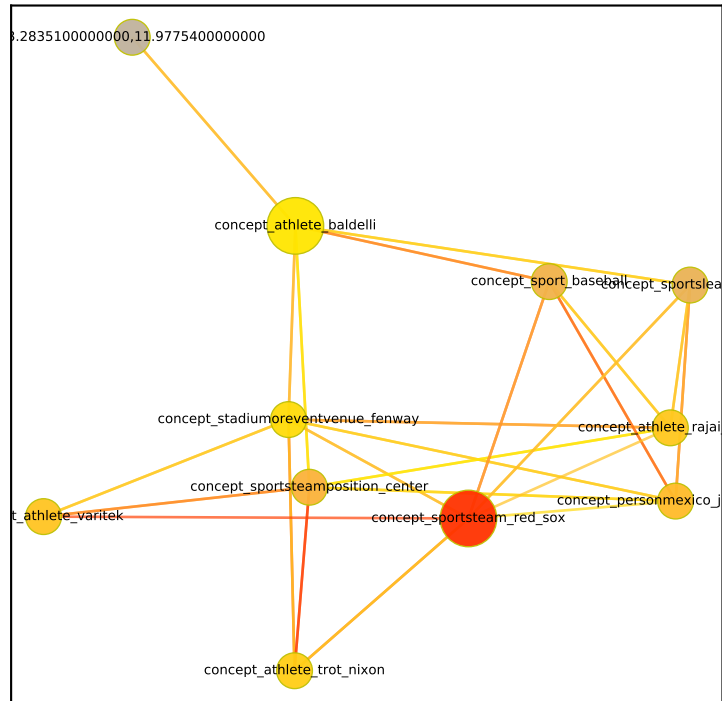 3.2835100000000,11.9775400000000
concept_athlete_baldelli
concept_sport_baseball
concept_sportslea
concept_stadiumoreventvenue_fenway
concept_athlete_rajai
concept_sportsteamposition_center
concept_personmexico_j
t_athlete_varitek
concept_sportsteam_red_sox
concept_athlete_trot_nixon